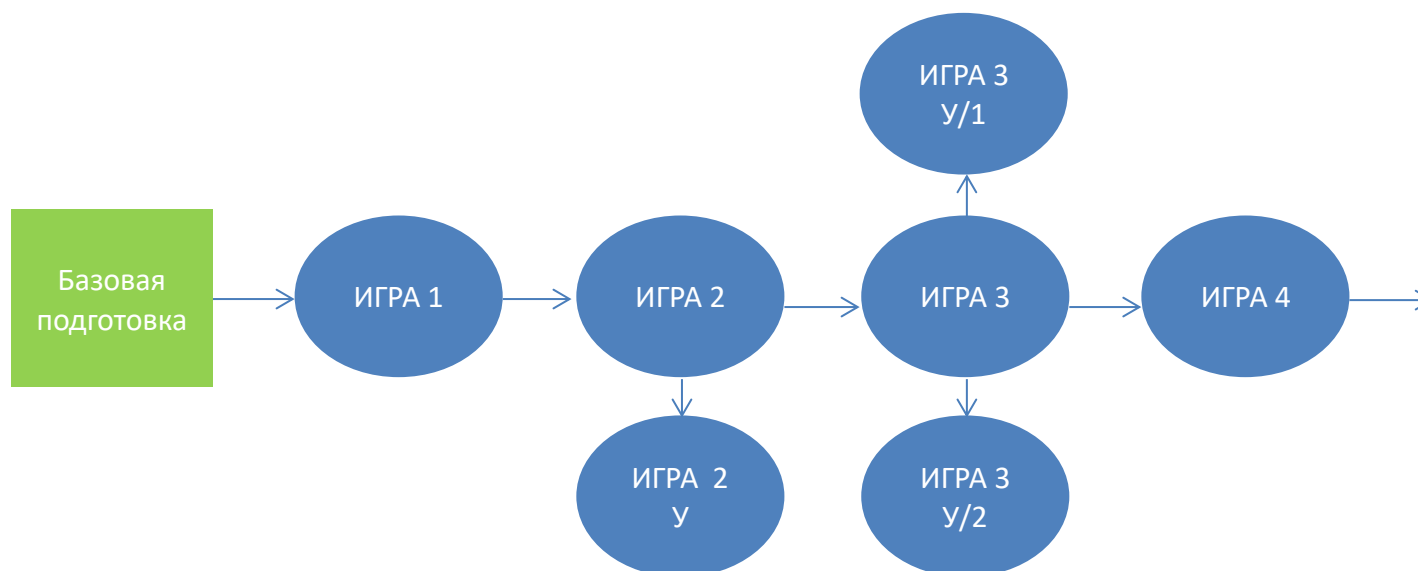 ИГРА 3
У/1
Базовая
подготовка
ИГРА 1
ИГРА 2
ИГРА 3
ИГРА 4
ИГРА  2
У
ИГРА 3
У/2